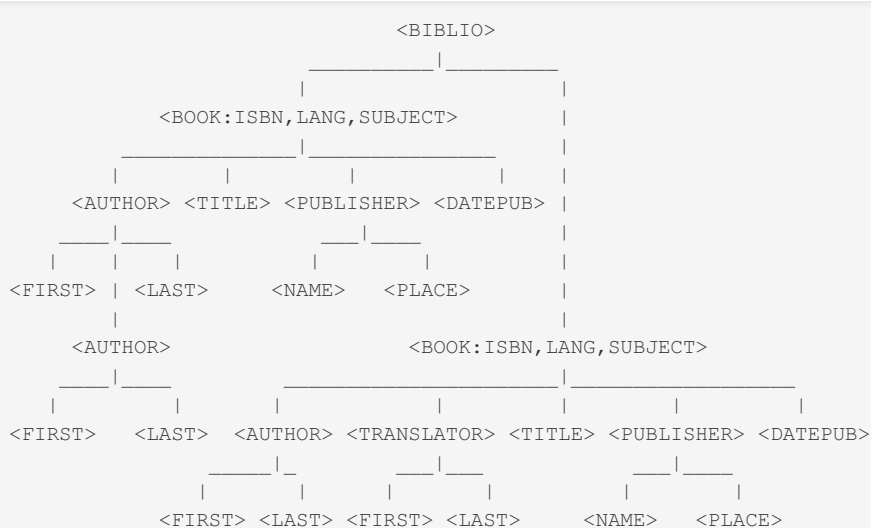 <BIBLIO>
<BOOK:ISBN,LANG,SUBJECT>
<AUTHOR> <TITLE> <PUBLISHER> <DATEPUB>
<FIRST> <LAST> <NAME> <PLACE>
<AUTHOR> <BOOK:ISBN,LANG,SUBJECT>
<FIRST> <LAST> <AUTHOR> <TRANSLATOR> <TITLE> <PUBLISHER> <DATEPUB>
<FIRST> <LAST> <FIRST> <LAST> <NAME> <PLACE>